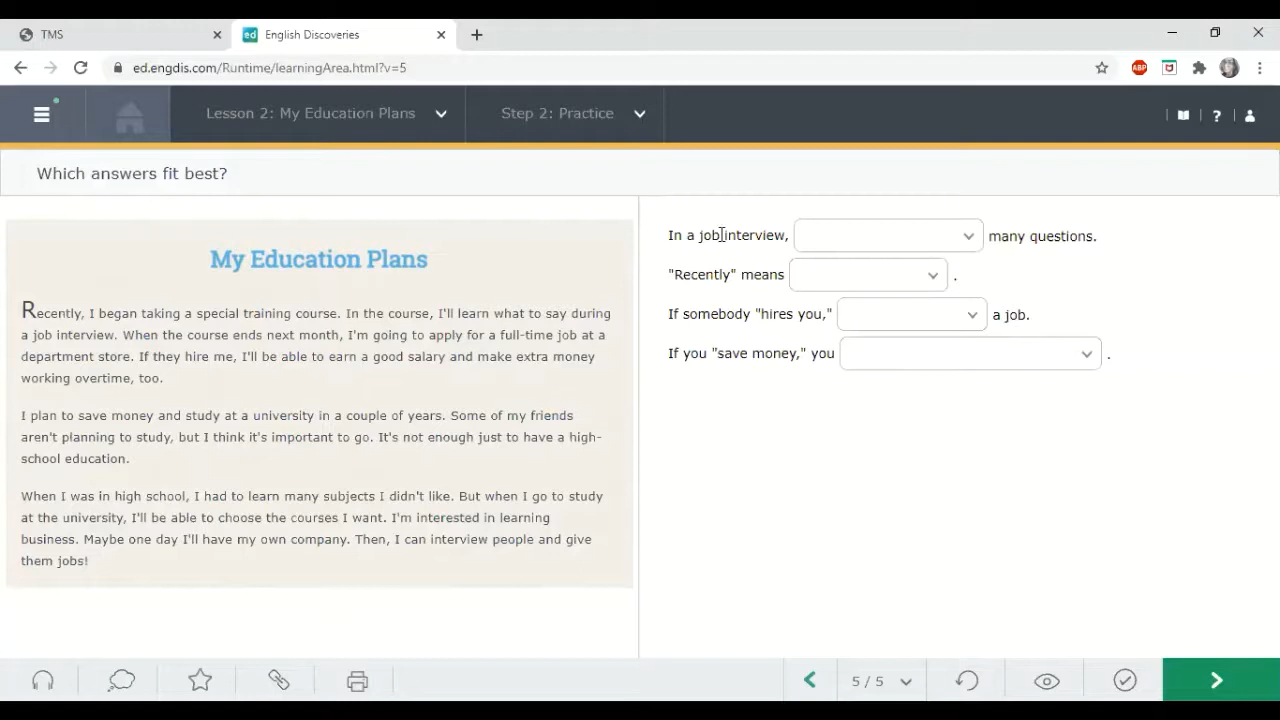 TMS
English Discoveries
ed.engdis.com/Runtime/learningArea.html?v=5
ABP
Lesson 2: My Education Plans
Step 2: Practice
?
Which answers fit best?
My Education Plans
Recently, I began taking a special training course. In the course, I'll learn what to say during
a job interview. When the course ends next month, I'm going to apply for a full-time job at a
department store. If they hire me, I'll be able to earn a good salary and make extra money
working overtime, too.
I plan to save money and study at a university in a couple of years. Some of my friends
aren't planning to study, but I think it's important to go. It's not enough just to have a high-
school education.
When I was in high school, I had to learn many subjects I didn't like. But when I go to study
at the university, I'll be able to choose the courses I want. I'm interested in learning
business. Maybe one day I'll have my own company. Then, I can interview people and give
them jobs!
In a job interview, many questions.
"Recently" means .
If somebody "hires you," a job.
If you "save money," you .
5 / 5